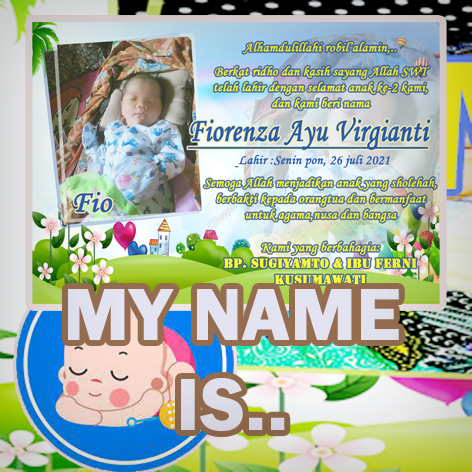 Alhamdulillahi robil alamin,..
Berkat ridho dan kasih sayang Allah SWT
telah lahir dengan selamat anak ke-2 kami,
dan kami beri nama
Fiorenza Ayu Virgianti
Lahir :Senin pon, 26 juli 2021
Semoga Allah menjadikan anak yang sholehah,
berbakti kepada orangtua dan bermanfaat
untuk agama,nusa dan bangsa
Fio
Kami yang berbahagia:
BP. SUGIYAMTO & IBU FERNI
KUSUMAWATI
MY NAME
IS..